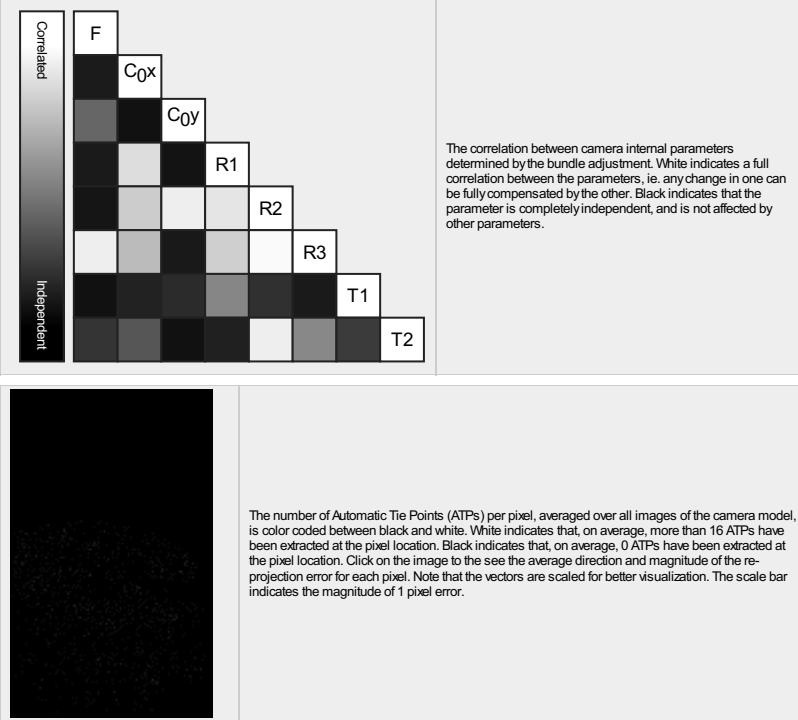 Correlated
Independent
F
C0x
C0y
R1
R2
R3
T1
T2
The correlation between camera internal parameters
determined by the bundle adjustment. White indicates a full
correlation between the parameters, ie. any change in one can
be fully compensated by the other. Black indicates that the
parameter is completely independent, and is not affected by
other parameters.
The number of Automatic Tie Points (ATPs) per pixel, averaged over all images of the camera model,
is color coded between black and white. White indicates that, on average, more than 16 ATPs have
been extracted at the pixel location. Black indicates that, on average, 0 ATPs have been extracted at
the pixel location. Click on the image to the see the average direction and magnitude of the re-
projection error for each pixel. Note that the vectors are scaled for better visualization. The scale bar
indicates the magnitude of 1 pixel error.